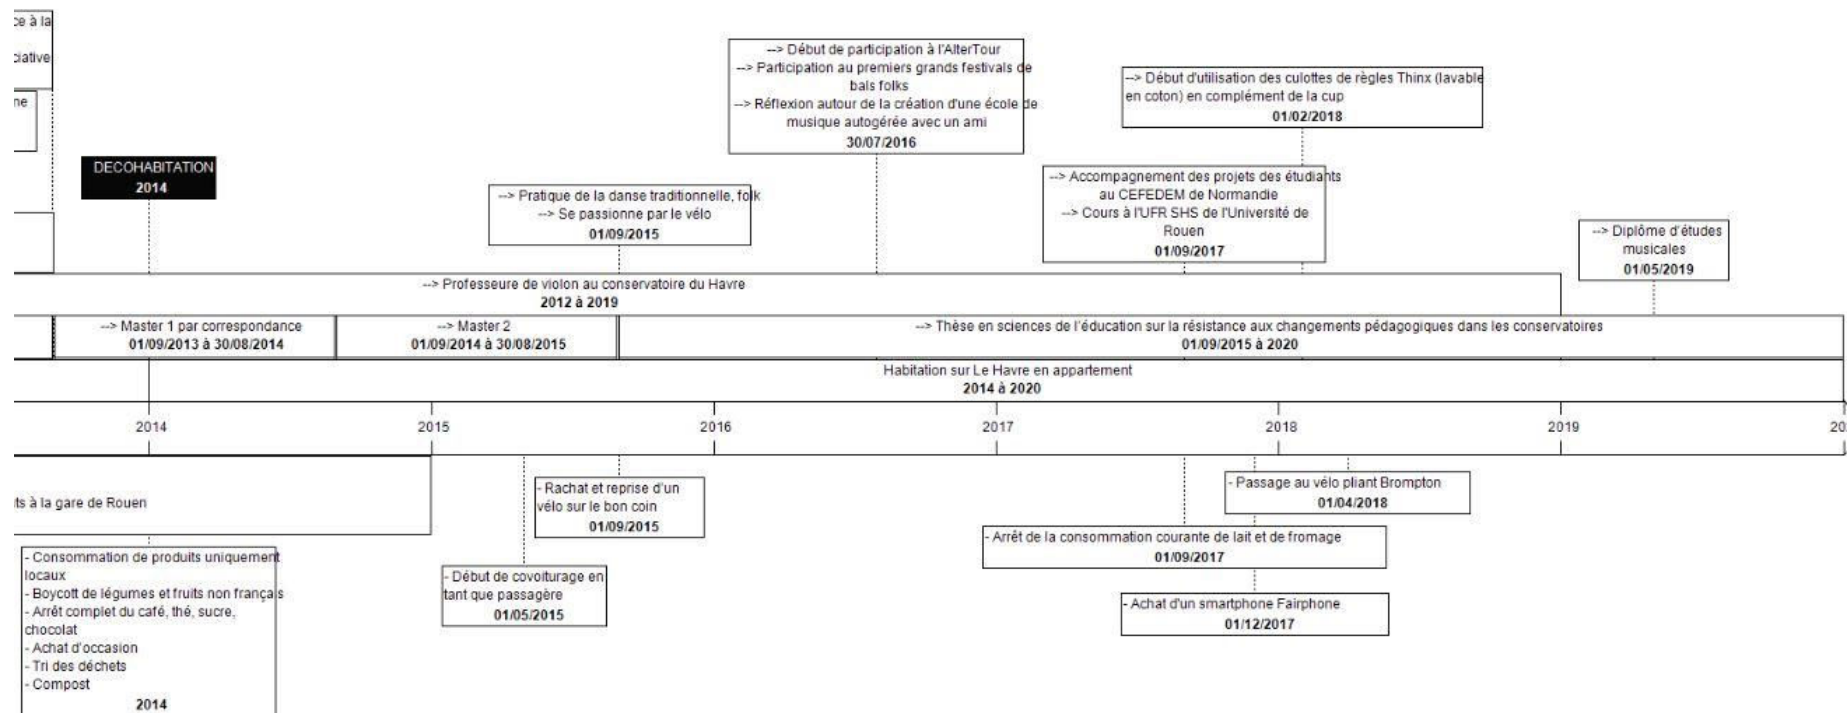 ce à la
ciative
ne
DECOHABITATION
2014
--> Pratique de la danse traditionnelle, folk
--> Se passionne par le vélo
01/09/2015
--> Début de participation à l'AlterTour
--> Participation au premiers grands festivals de
bals folks
--> Réflexion autour de la création d'une école de
musique autogérée avec un ami
30/07/2016
--> Début d'utilisation des culottes de règles Thinx (lavable
en coton) en complément de la cup
01/02/2018
--> Accompagnement des projets des étudiants
au CEFEDEM de Normandie
--> Cours à l'UFR SHS de l'Université de
Rouen
01/09/2017
--> Diplôme d'études
musicales
01/05/2019
--> Professeure de violon au conservatoire du Havre
2012 à 2019
--> Master 1 par correspondance
01/09/2013 à 30/08/2014
--> Master 2
01/09/2014 à 30/08/2015
--> Thèse en sciences de l'éducation sur la résistance aux changements pédagogiques dans les conservatoires
01/09/2015 à 2020
Habitation sur Le Havre en appartement
2014 à 2020
2014 2015 2016 2017 2018 2019 20
ts à la gare de Rouen
- Consommation de produits uniquement
locaux
- Boycott de légumes et fruits non français
- Arrêt complet du café, thé, sucre,
chocolat
- Achat d'occasion
- Tri des déchets
- Compost
2014
- Rachat et reprise d'un
vélo sur le bon coin
01/09/2015
- Début de covoiturage en
tant que passagère
01/05/2015
- Passage au vélo pliant Brompton
01/04/2018
- Arrêt de la consommation courante de lait et de fromage
01/09/2017
- Achat d'un smartphone Fairphone
01/12/2017